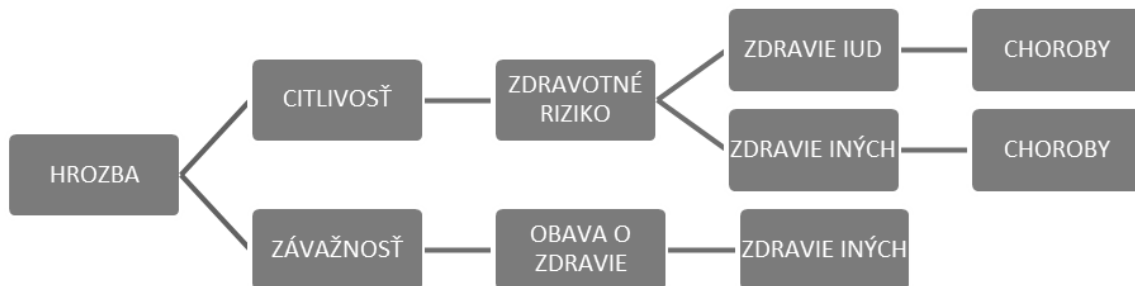 HROZBA
CITLIVOSŤ
ZDRAVOTNÉ
RIZIKO
ZDRAVIE IUD
CHOROBY
ZDRAVIE INÝCH
CHOROBY
ZÁVAŽNOSŤ
OBAVA O
ZDRAVIE
ZDRAVIE INÝCH